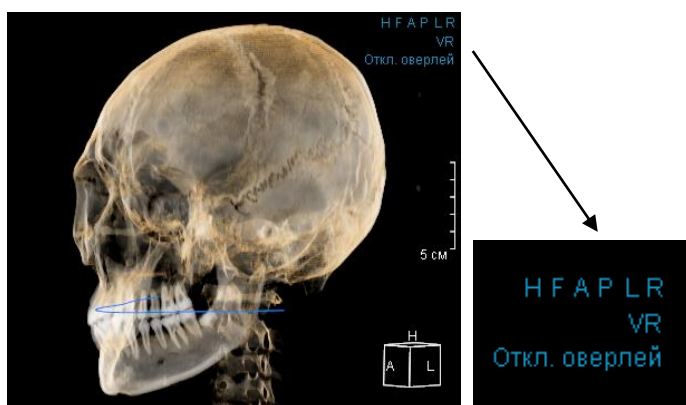 H F A P L R
VR
Откл. оверлей
5 см
H
A L
H F A P L R
VR
Откл. оверлей